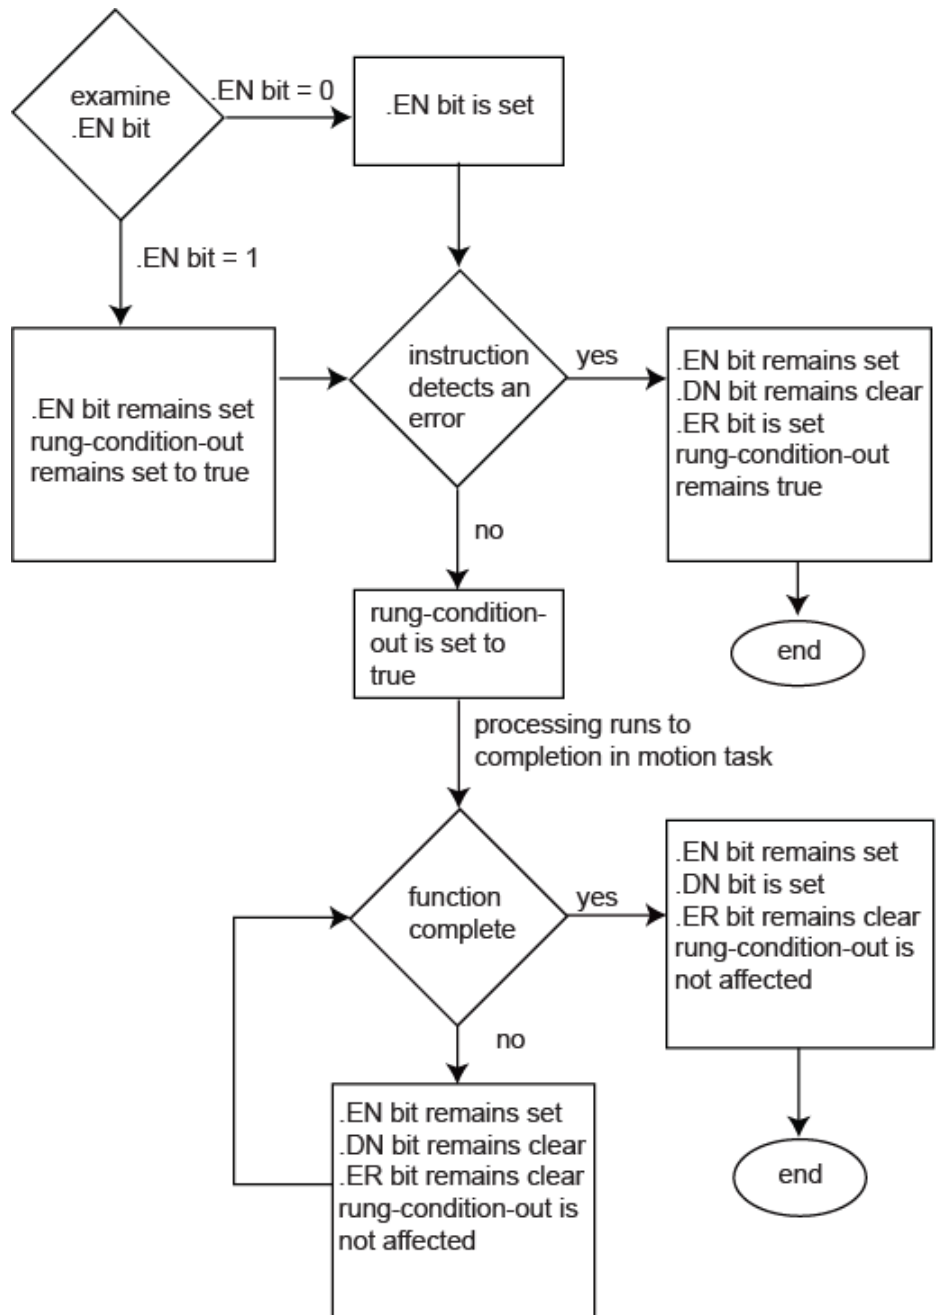 examine
.EN bit
.EN bit = 0
.EN bit is set
.EN bit = 1
.EN bit remains set
rung-condition-out
remains set to true
instruction
detects an
error
yes
.EN bit remains set
.DN bit remains clear
.ER bit is set
rung-condition-out
remains true
no
end
rung-condition-
out is set to
true
processing runs to
completion in motion task
function
complete
yes
.EN bit remains set
.DN bit is set
.ER bit remains clear
rung-condition-out is
not affected
no
.EN bit remains set
.DN bit remains clear
.ER bit remains clear
rung-condition-out is
not affected
end